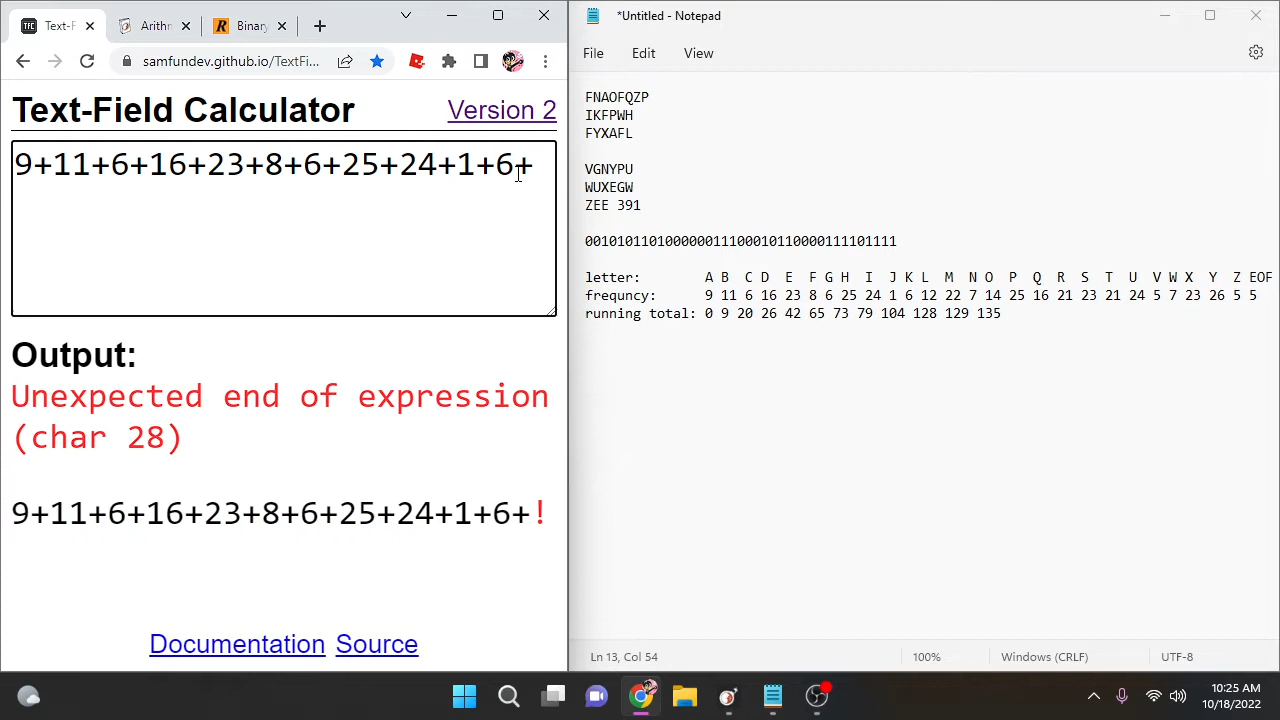 TFC Text-F
Arithm
R Binary
samfundev.github.io/TextFi...
Text-Field Calculator
Version 2
9+11+6+16+23+8+6+25+24+1+6+
Output:
Unexpected end of expression
(char 28)
9+11+6+16+23+8+6+25+24+1+6+!
Documentation Source
*Untitled - Notepad
File Edit View
FNAOFQZP
IKFPWH
FYXAFL
VGNYPU
WUXEGW
ZEE 391
001010110100000011100010110000111101111
letter: A B C D E F G H I J K L M N O P Q R S T U V W X Y Z EOF
frequncy: 9 11 6 16 23 8 6 25 24 1 6 12 22 7 14 25 16 21 23 21 24 5 7 23 26 5 5
running total: 0 9 20 26 42 65 73 79 104 128 129 135
Ln 13, Col 54 100% Windows (CRLF) UTF-8
10:25 AM
10/18/2022